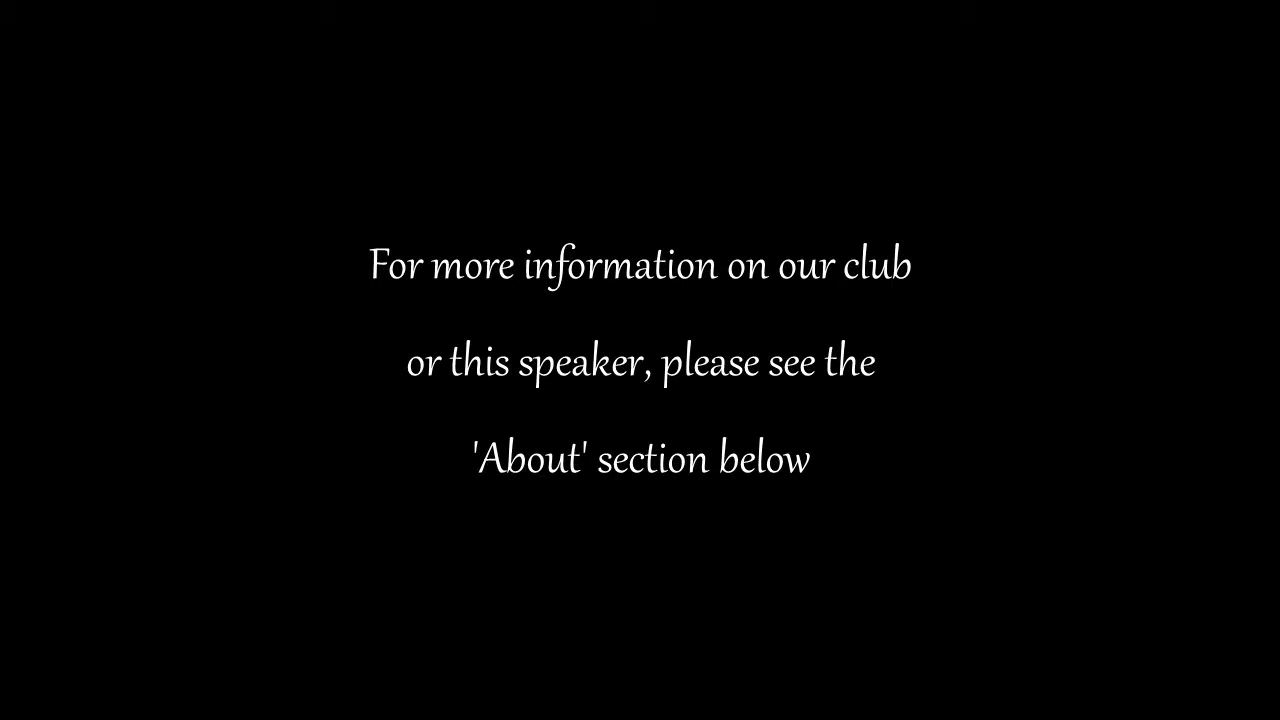 For more information on our club
or this speaker, please see the
'About' section below